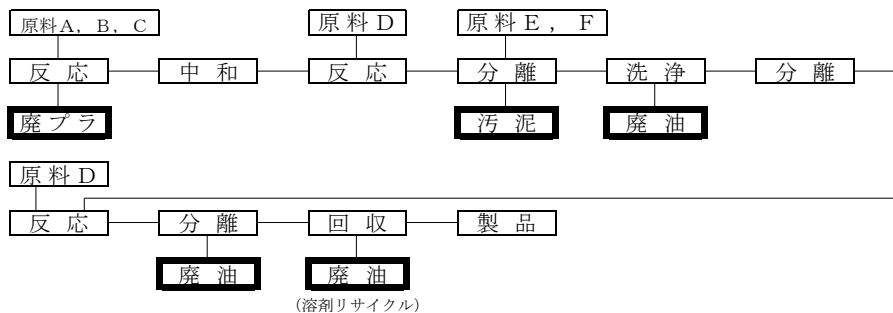 原料A，B，C 原料D 原料E，F
反応 中和 反応 分離 洗浄 分離
廃プラ 汚泥 廃油
原料D
反応 分離 回収 製品
廃油 廃油
(溶剤リサイクル)